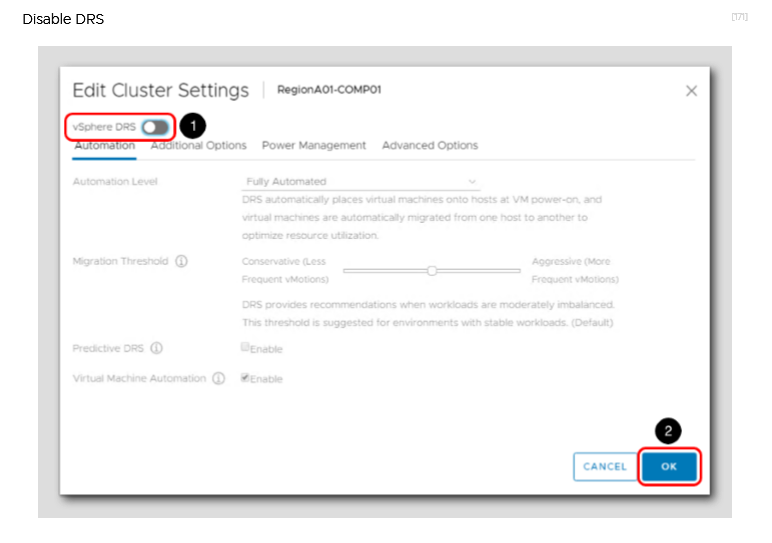 Disable DRS
[171]
Edit Cluster Settings | RegionA01-COMP01
vSphere DRS 1
Automation Additional Options Power Management Advanced Options
Automation Level Fully Automated
DRS automatically places virtual machines onto hosts at VM power-on, and
virtual machines are automatically migrated from one host to another to
optimize resource utilization.
Migration Threshold Conservative (Less Aggressive (More
Frequent vMotions) Frequent vMotions)
DRS provides recommendations when workloads are moderately imbalanced.
This threshold is suggested for environments with stable workloads. (Default)
Predictive DRS Enable
Virtual Machine Automation Enable
2
CANCEL OK